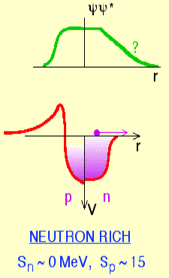 ψψ*
?
r
r
p n
V
NEUTRON RICH
Sn ~ 0 MeV, Sp ~ 15